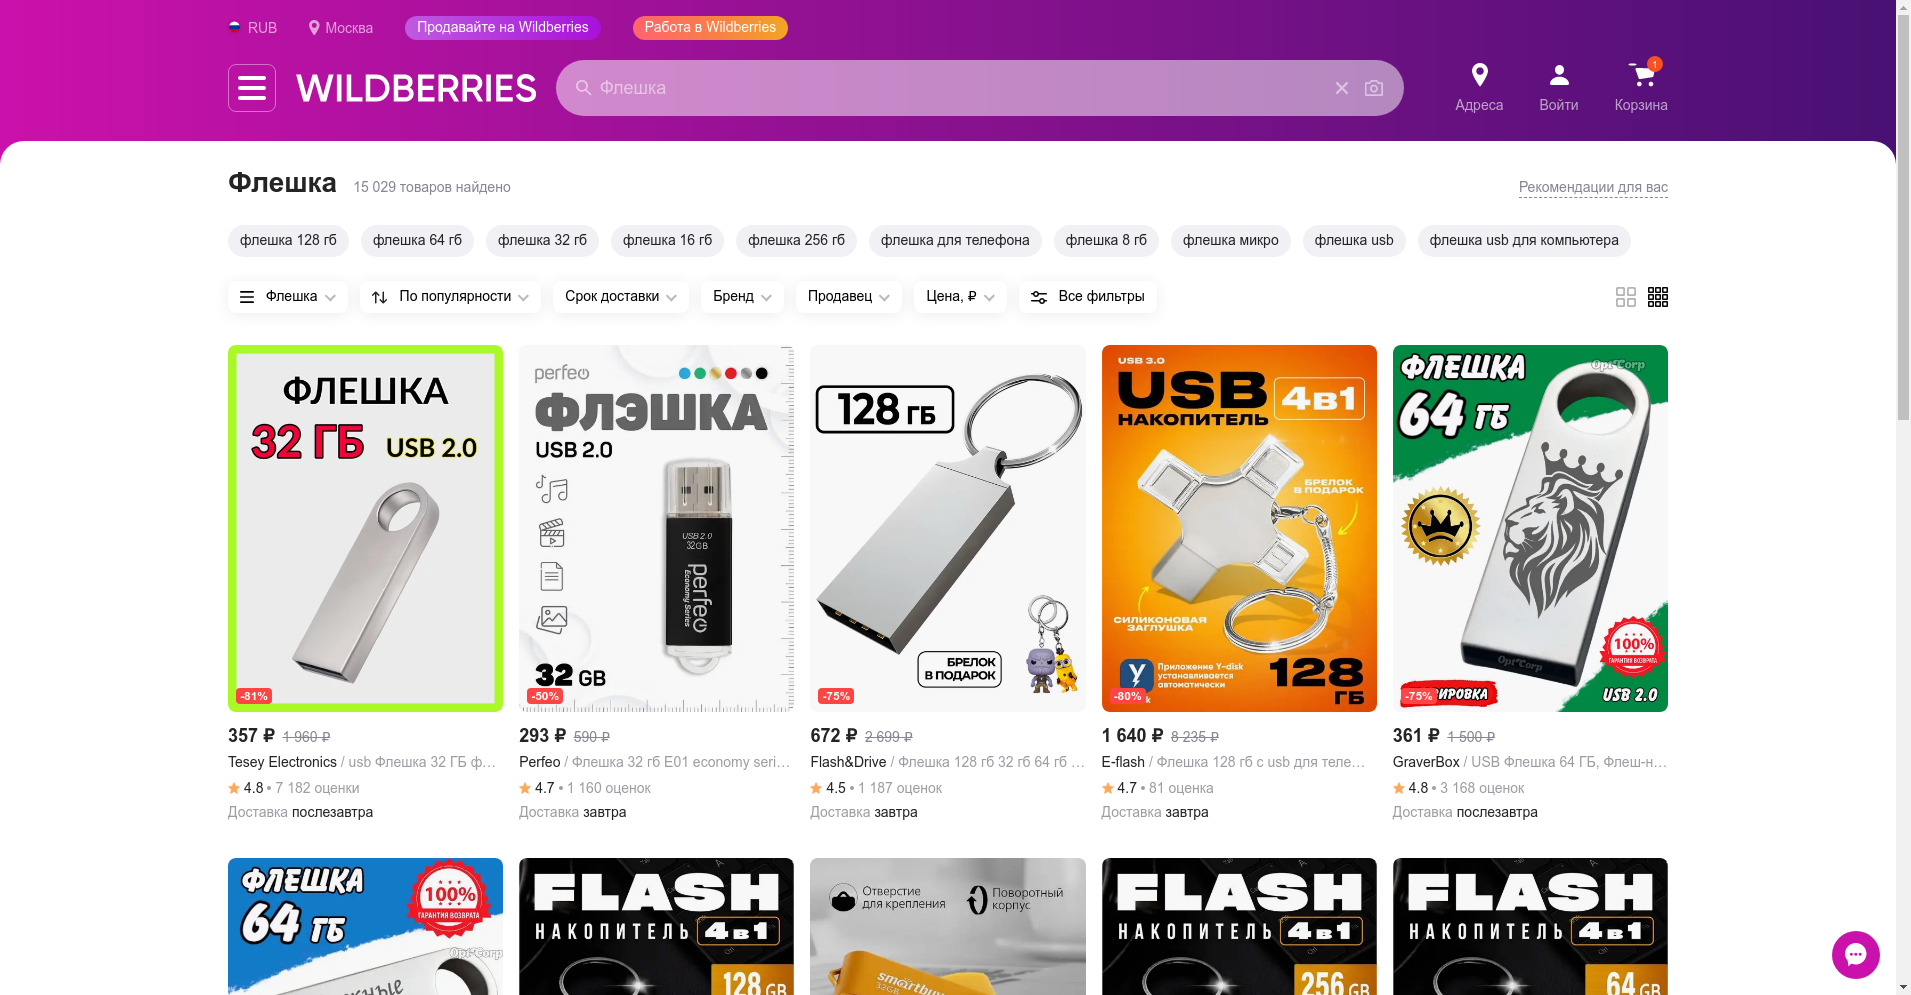 RUB
Москва
Продавайте на Wildberries
Работа в Wildberries
WILDBERRIES
Флешка
Адреса
Войти
1
Корзина
Флешка
15 029 товаров найдено
Рекомендации для вас
флешка 128 гб
флешка 64 гб
флешка 32 гб
флешка 16 гб
флешка 256 гб
флешка для телефона
флешка 8 гб
флешка микро
флешка usb
флешка usb для компьютера
Флешка
По популярности
Срок доставки
Бренд
Продавец
Цена, ₽
Все фильтры
ФЛЕШКА
32 ГБ
USB 2.0
-81%
357 ₽ 1 960 ₽
Tesey Electronics / usb Флешка 32 ГБ ф…
4.8 • 7 182 оценки
Доставка послезавтра
perfeo
ФЛЭШКА
USB 2.0
USB 2.0
32GB
perfeo
Economy Series
32 GB
-50%
293 ₽ 590 ₽
Perfeo / Флешка 32 гб E01 economy seri…
4.7 • 1 160 оценок
Доставка завтра
128 ГБ
БРЕЛОК
В ПОДАРОК
-75%
672 ₽ 2 699 ₽
Flash&Drive / Флешка 128 гб 32 гб 64 гб …
4.5 • 1 187 оценок
Доставка завтра
USB 3.0
USB
4в1
НАКОПИТЕЛЬ
БРЕЛОК
В ПОДАРОК
СИЛИКОНОВАЯ
ЗАГЛУШКА
Приложение Y-disk
устанавливается
автоматически
128
ГБ
-80%
1 640 ₽ 8 235 ₽
E-flash / Флешка 128 гб с usb для теле…
4.7 • 81 оценка
Доставка завтра
ФЛЕШКА
Opt Corp
64 ГБ
100%
ГАРАНТИЯ ВОЗВРАТА
Opt Corp
USB 2.0
-75%
361 ₽ 1 500 ₽
GraverBox / USB Флешка 64 ГБ, Флеш-н…
4.8 • 3 168 оценок
Доставка послезавтра
ФЛЕШКА
64 ГБ
100%
ГАРАНТИЯ ВОЗВРАТА
Opt Corp
FLASH
НАКОПИТЕЛЬ 4в1
128 GB
Отверстие
для крепления
Поворотный
корпус
smartbuy
32GB
FLASH
НАКОПИТЕЛЬ 4в1
256 GB
FLASH
НАКОПИТЕЛЬ 4в1
64 GB